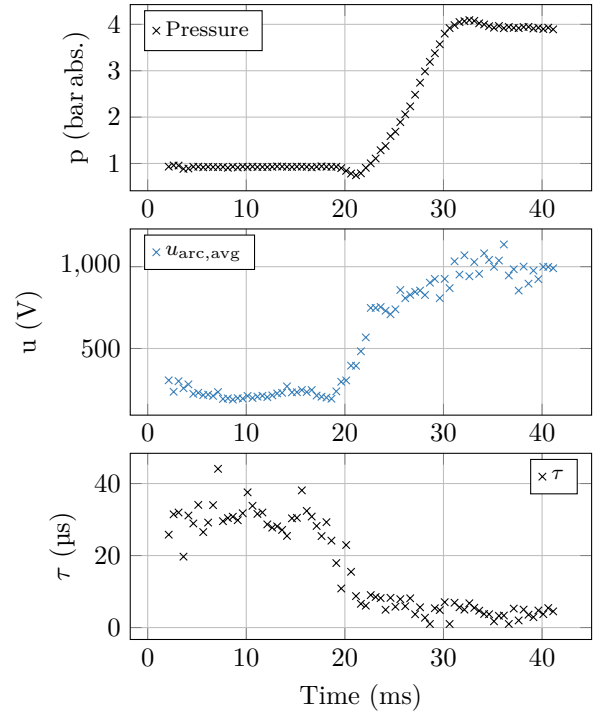 Pressure
4
3
2
1
p (bar abs.)
0 10 20 30 40
u_arc,avg
1,000
500
u (V)
0 10 20 30 40
τ
40
20
0
τ (µs)
0 10 20 30 40
Time (ms)